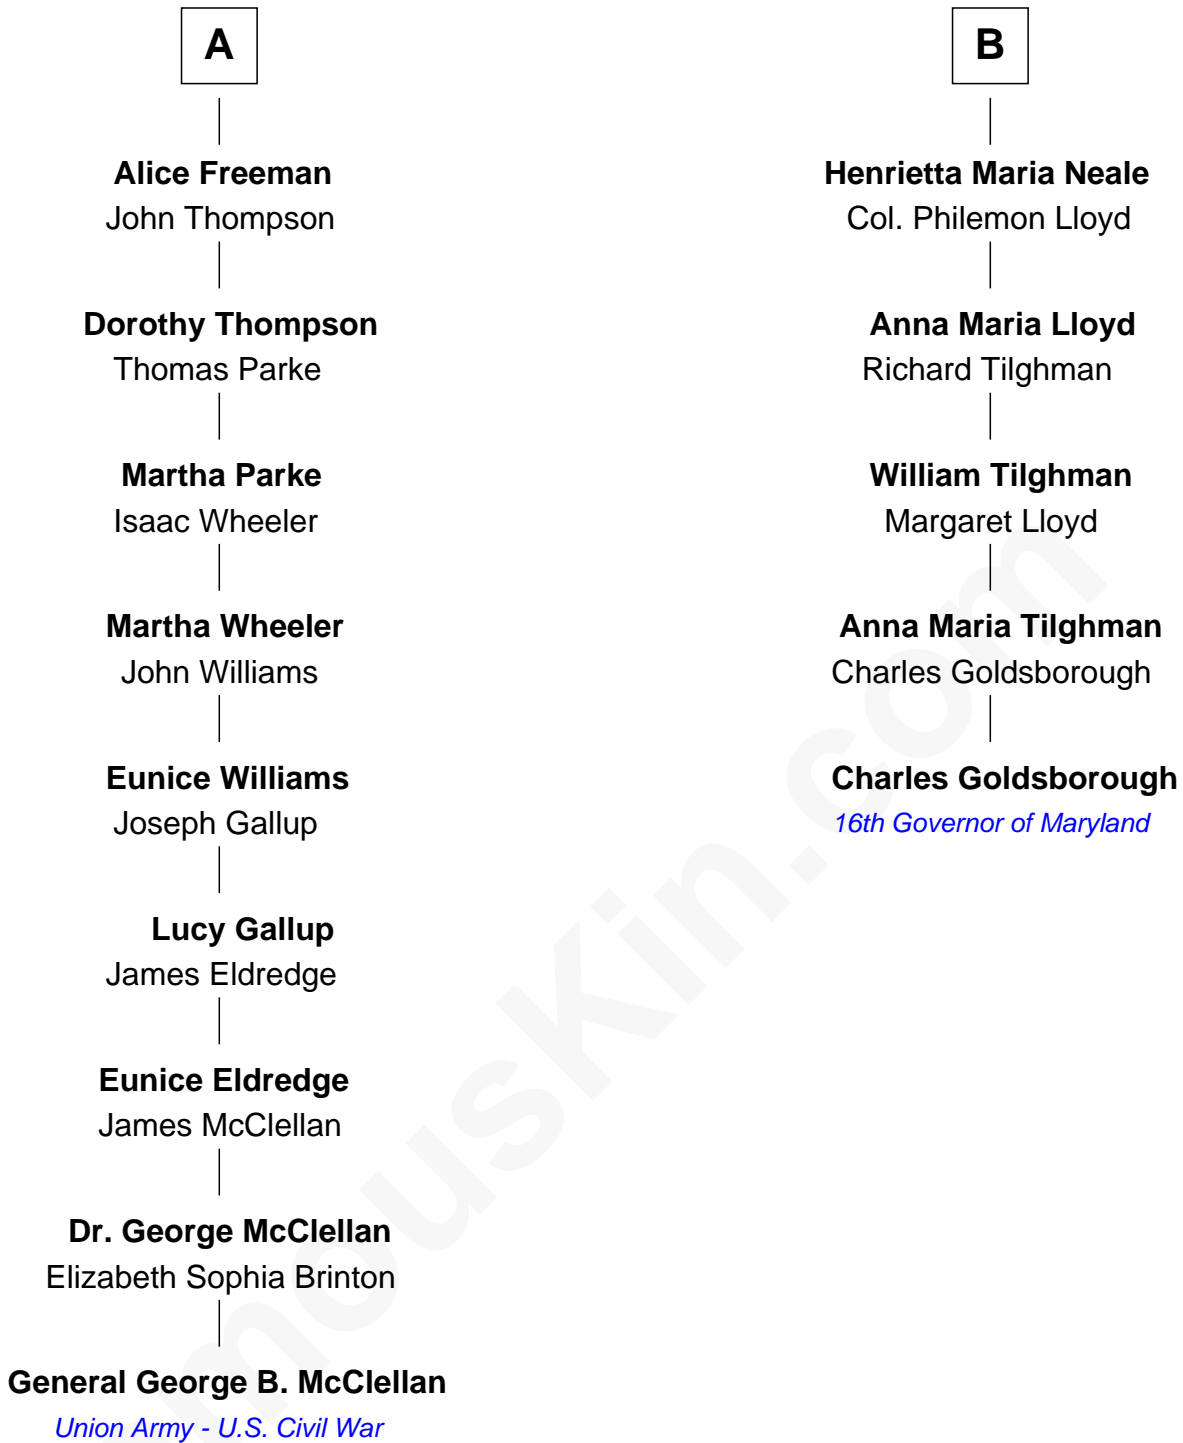 A
Alice Freeman
John Thompson
Dorothy Thompson
Thomas Parke
Martha Parke
Isaac Wheeler
Martha Wheeler
John Williams
Eunice Williams
Joseph Gallup
Lucy Gallup
James Eldredge
Eunice Eldredge
James McClellan
Dr. George McClellan
Elizabeth Sophia Brinton
General George B. McClellan
Union Army - U.S. Civil War
B
Henrietta Maria Neale
Col. Philemon Lloyd
Anna Maria Lloyd
Richard Tilghman
William Tilghman
Margaret Lloyd
Anna Maria Tilghman
Charles Goldsborough
Charles Goldsborough
16th Governor of Maryland
mouskin.com